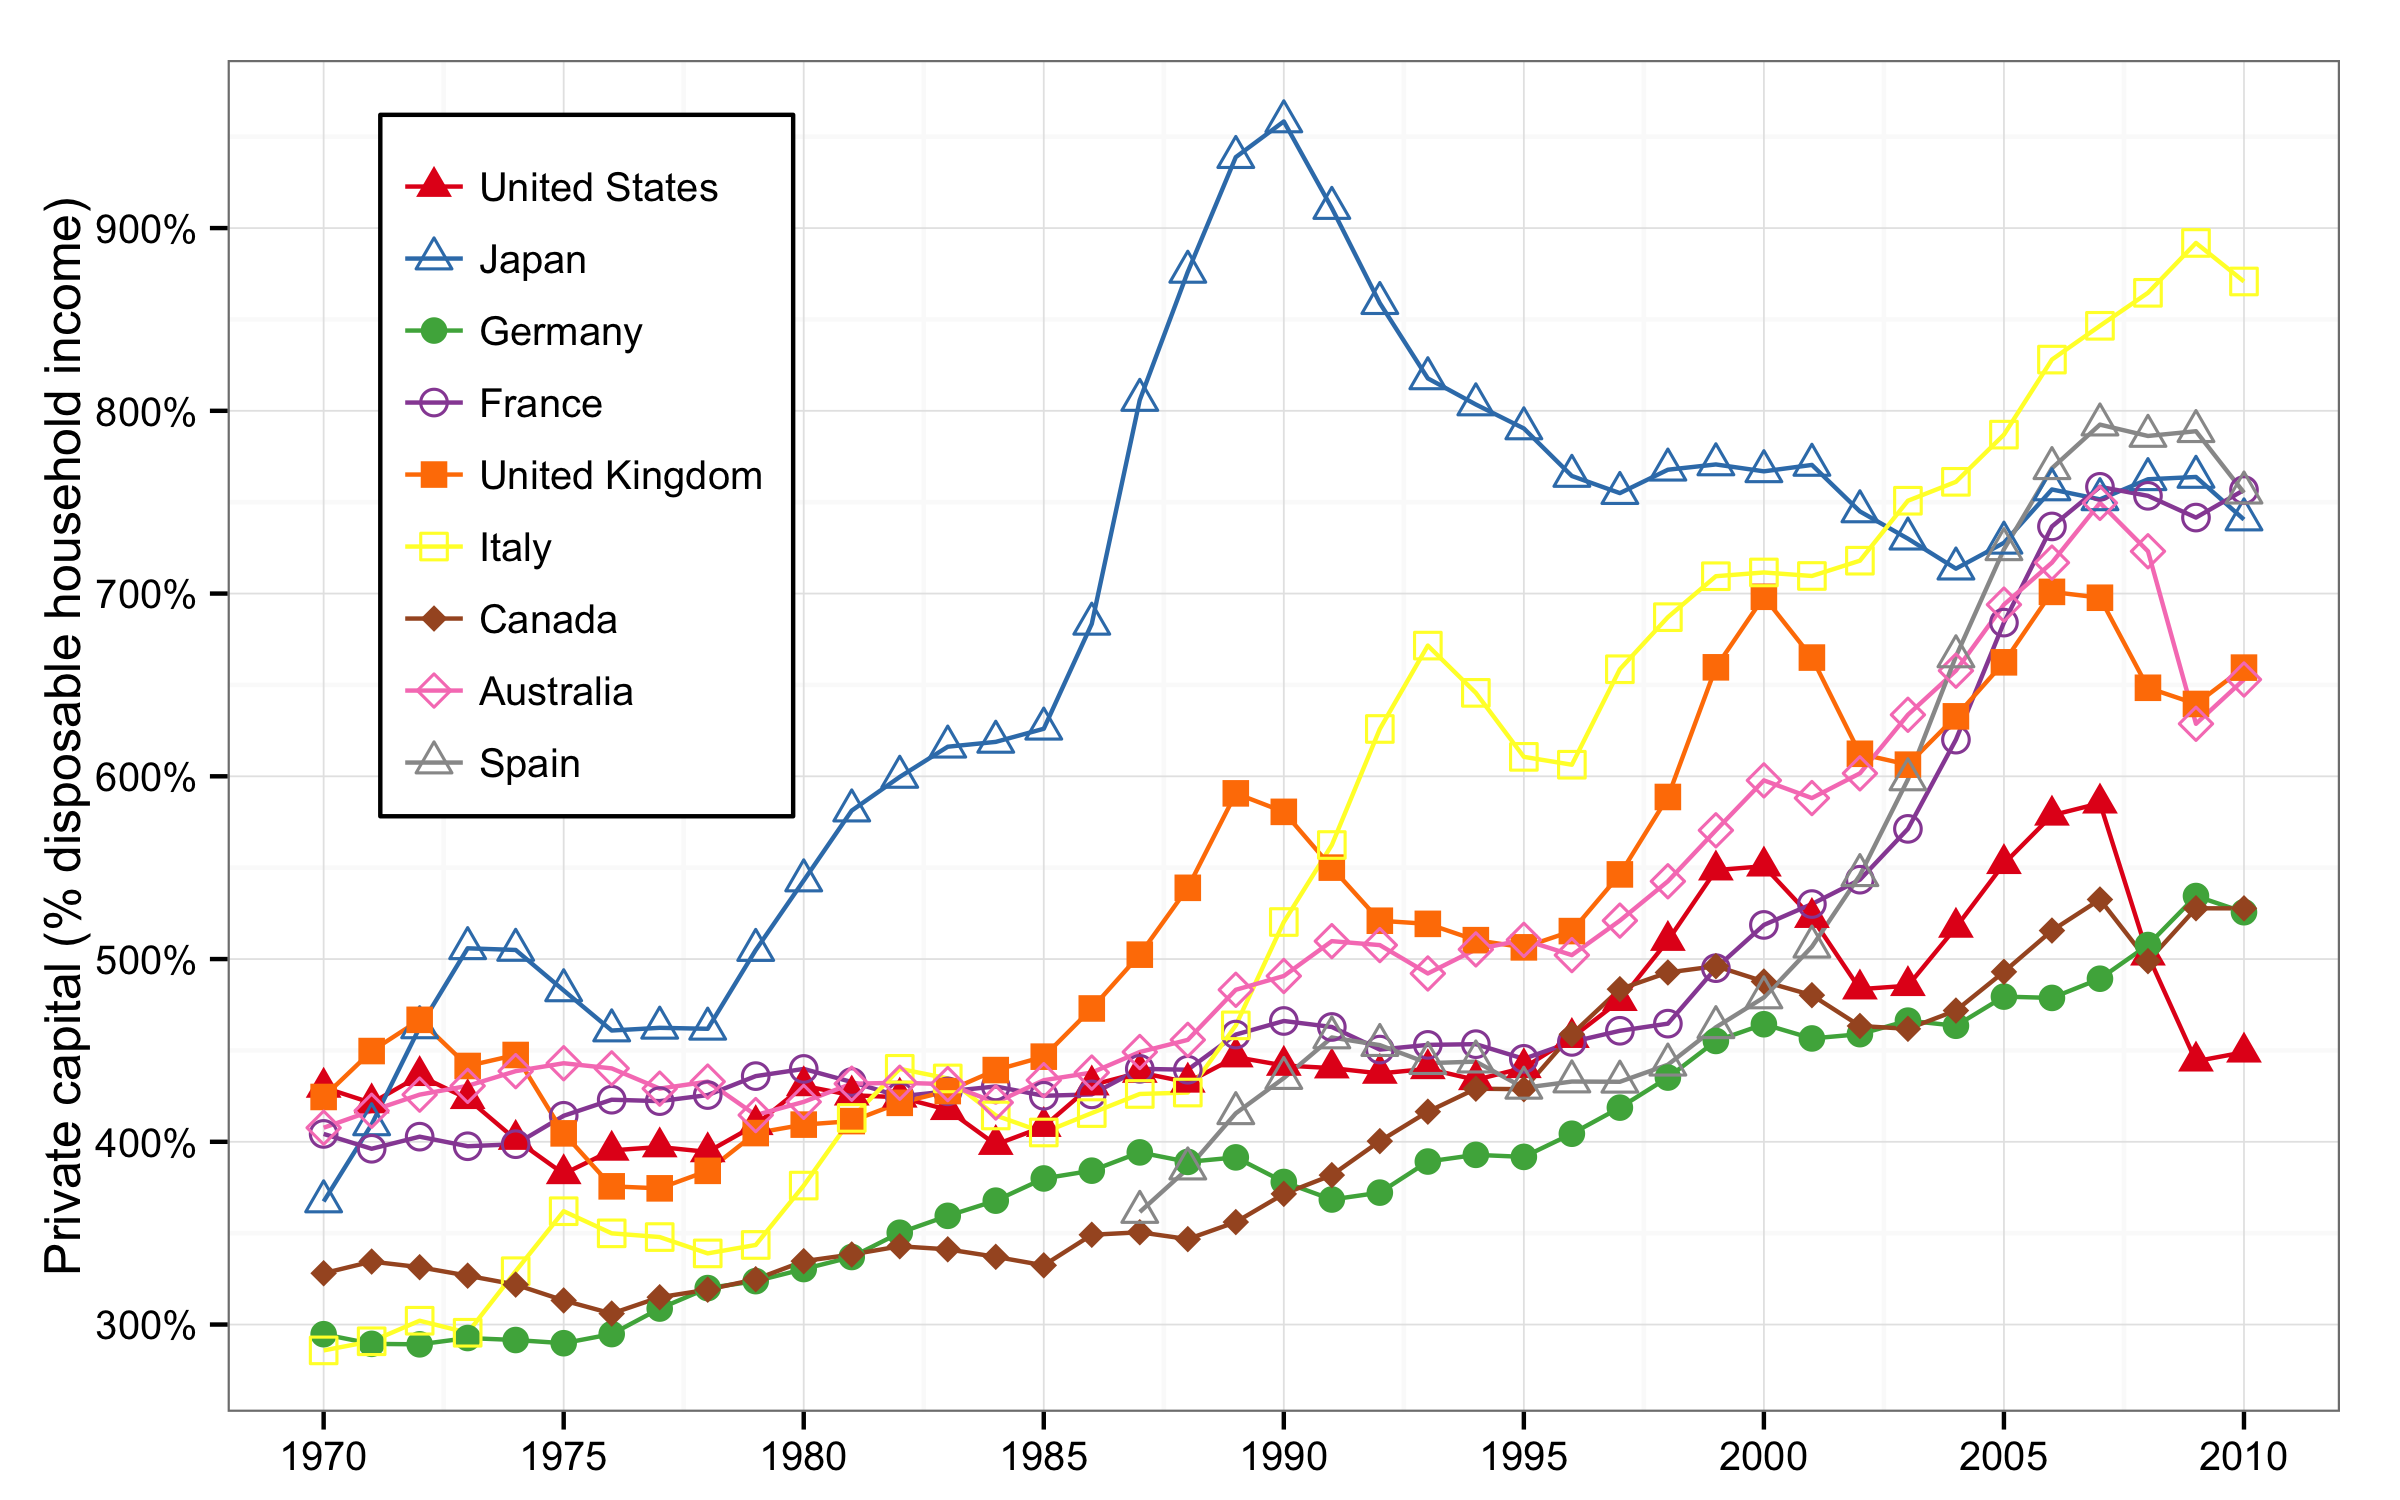 Private capital (% disposable household income)
900%
800%
700%
600%
500%
400%
300%
United States
Japan
Germany
France
United Kingdom
Italy
Canada
Australia
Spain
1970 1975 1980 1985 1990 1995 2000 2005 2010